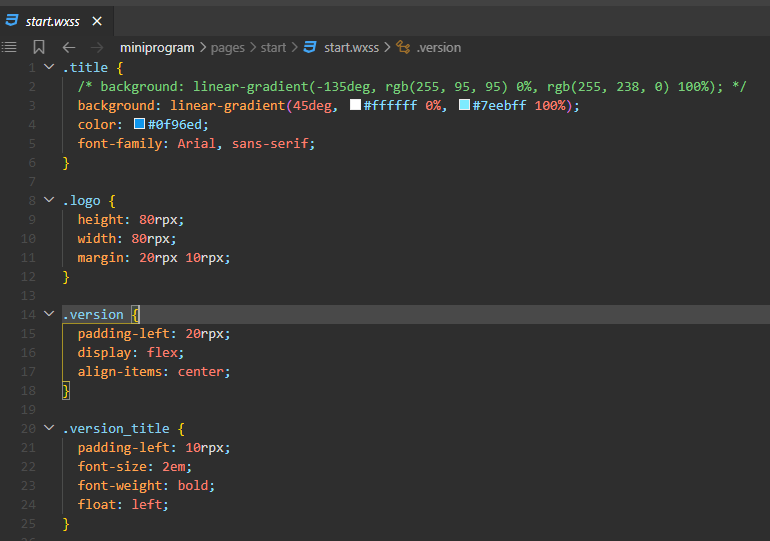 start.wxss ×
miniprogram > pages > start > start.wxss > .version
1 .title {
2 /* background: linear-gradient(-135deg, rgb(255, 95, 95) 0%, rgb(255, 238, 0) 100%); */
3 background: linear-gradient(45deg, #ffffff 0%, #7eebff 100%);
4 color: #0f96ed;
5 font-family: Arial, sans-serif;
6 }
7
8 .logo {
9 height: 80rpx;
10 width: 80rpx;
11 margin: 20rpx 10rpx;
12 }
13
14 .version {
15 padding-left: 20rpx;
16 display: flex;
17 align-items: center;
18 }
19
20 .version_title {
21 padding-left: 10rpx;
22 font-size: 2em;
23 font-weight: bold;
24 float: left;
25 }